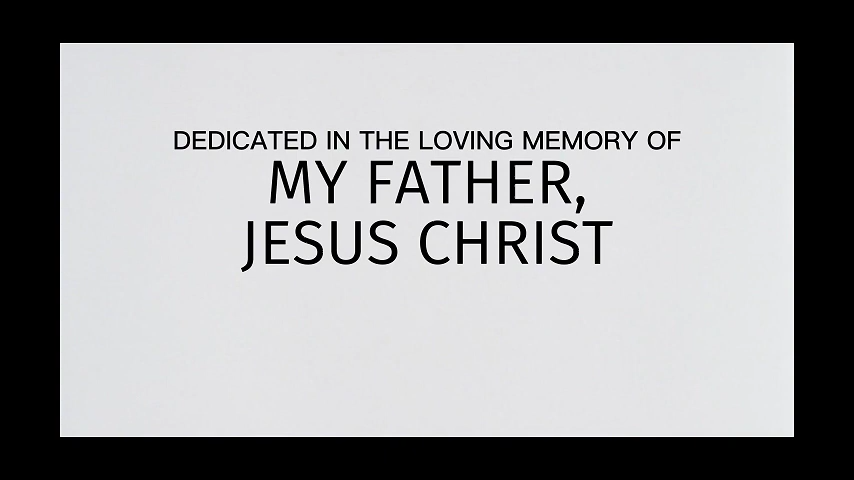 DEDICATED IN THE LOVING MEMORY OF
MY FATHER,
JESUS CHRIST